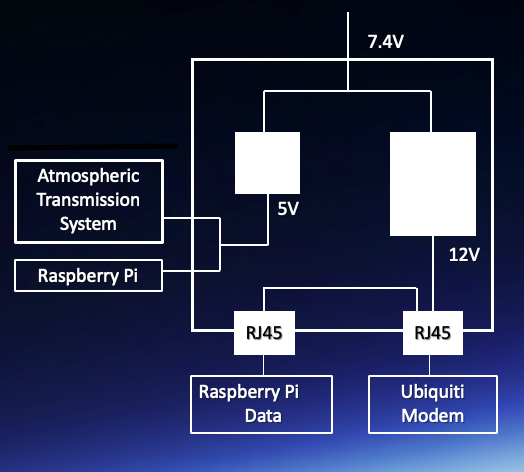 7.4V
Atmospheric
Transmission
System
5V
12V
Raspberry Pi
RJ45
RJ45
Raspberry Pi
Data
Ubiquiti
Modem